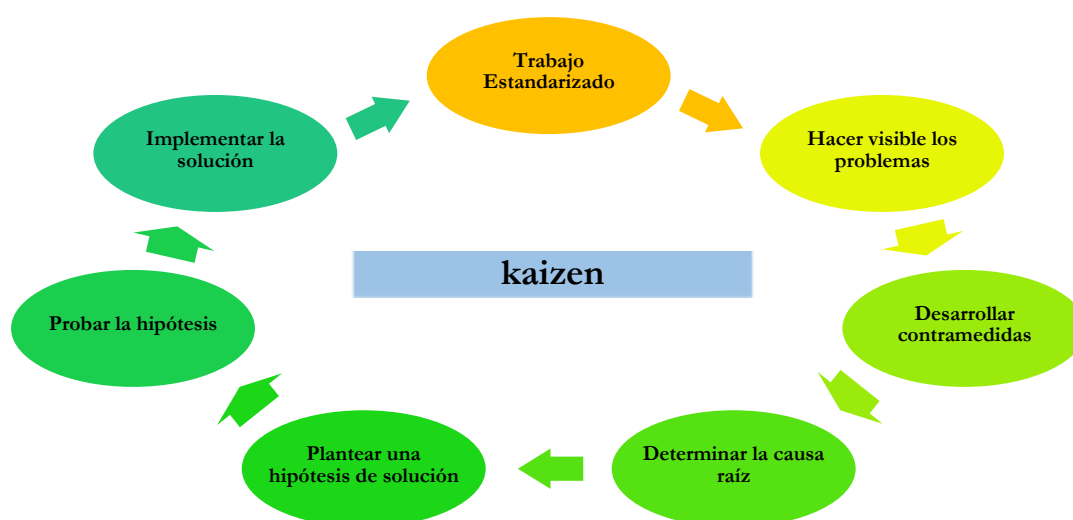 Trabajo
Estandarizado
Hacer visible los
problemas
Desarrollar
contramedidas
Determinar la causa
raíz
Plantear una
hipótesis de solución
Probar la hipótesis
Implementar la
solución
kaizen